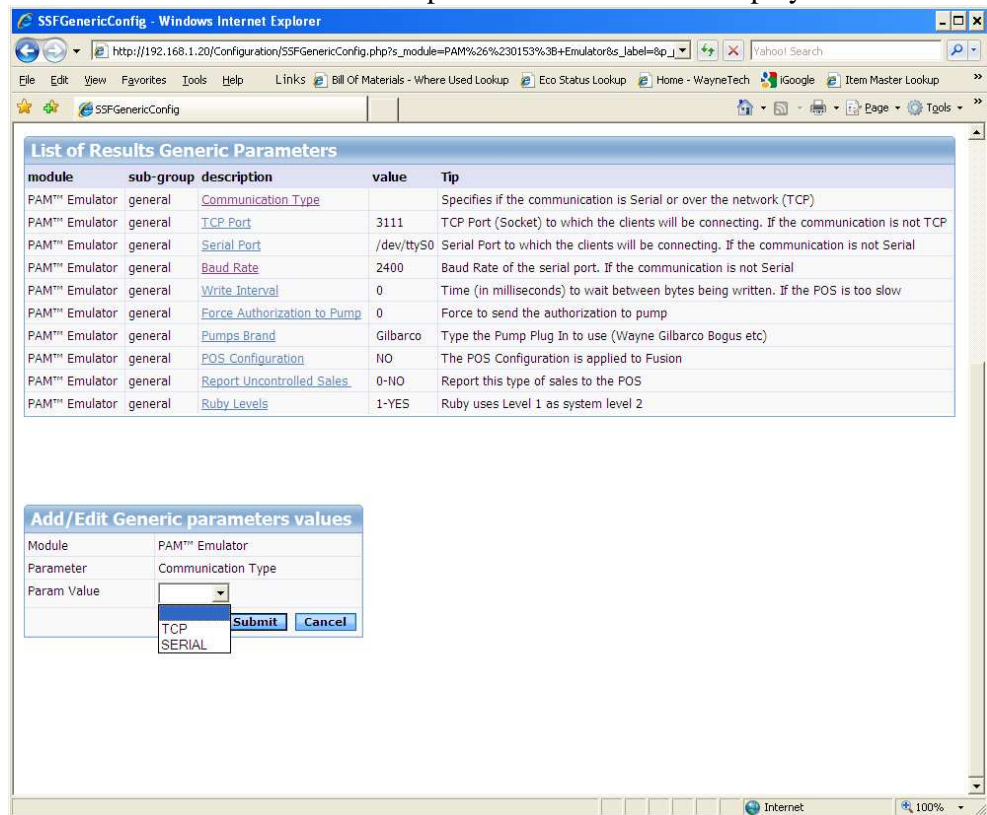 SSFGenericConfig - Windows Internet Explorer
http://192.168.1.20/Configuration/SSFGenericConfig.php?s_module=PAM%26%230153%3B+Emulator&s_label=&p_j
Yahoo! Search
File Edit View Favorites Tools Help Links Bill Of Materials - Where Used Lookup Eco Status Lookup Home - WayneTech iGoogle Item Master Lookup »
SSFGenericConfig Page Tools »
List of Results Generic Parameters
module sub-group description value Tip
PAM™ Emulator general Communication Type Specifies if the communication is Serial or over the network (TCP)
PAM™ Emulator general TCP Port 3111 TCP Port (Socket) to which the clients will be connecting. If the communication is not TCP
PAM™ Emulator general Serial Port /dev/ttyS0 Serial Port to which the clients will be connecting. If the communication is not Serial
PAM™ Emulator general Baud Rate 2400 Baud Rate of the serial port. If the communication is not Serial
PAM™ Emulator general Write Interval 0 Time (in milliseconds) to wait between bytes being written. If the POS is too slow
PAM™ Emulator general Force Authorization to Pump 0 Force to send the authorization to pump
PAM™ Emulator general Pumps Brand Gilbarco Type the Pump Plug In to use (Wayne Gilbarco Bogus etc)
PAM™ Emulator general POS Configuration NO The POS Configuration is applied to Fusion
PAM™ Emulator general Report Uncontrolled Sales 0-NO Report this type of sales to the POS
PAM™ Emulator general Ruby Levels 1-YES Ruby uses Level 1 as system level 2
Add/Edit Generic parameters values
Module PAM™ Emulator
Parameter Communication Type
Param Value
Submit Cancel
TCP
SERIAL
Internet 100%